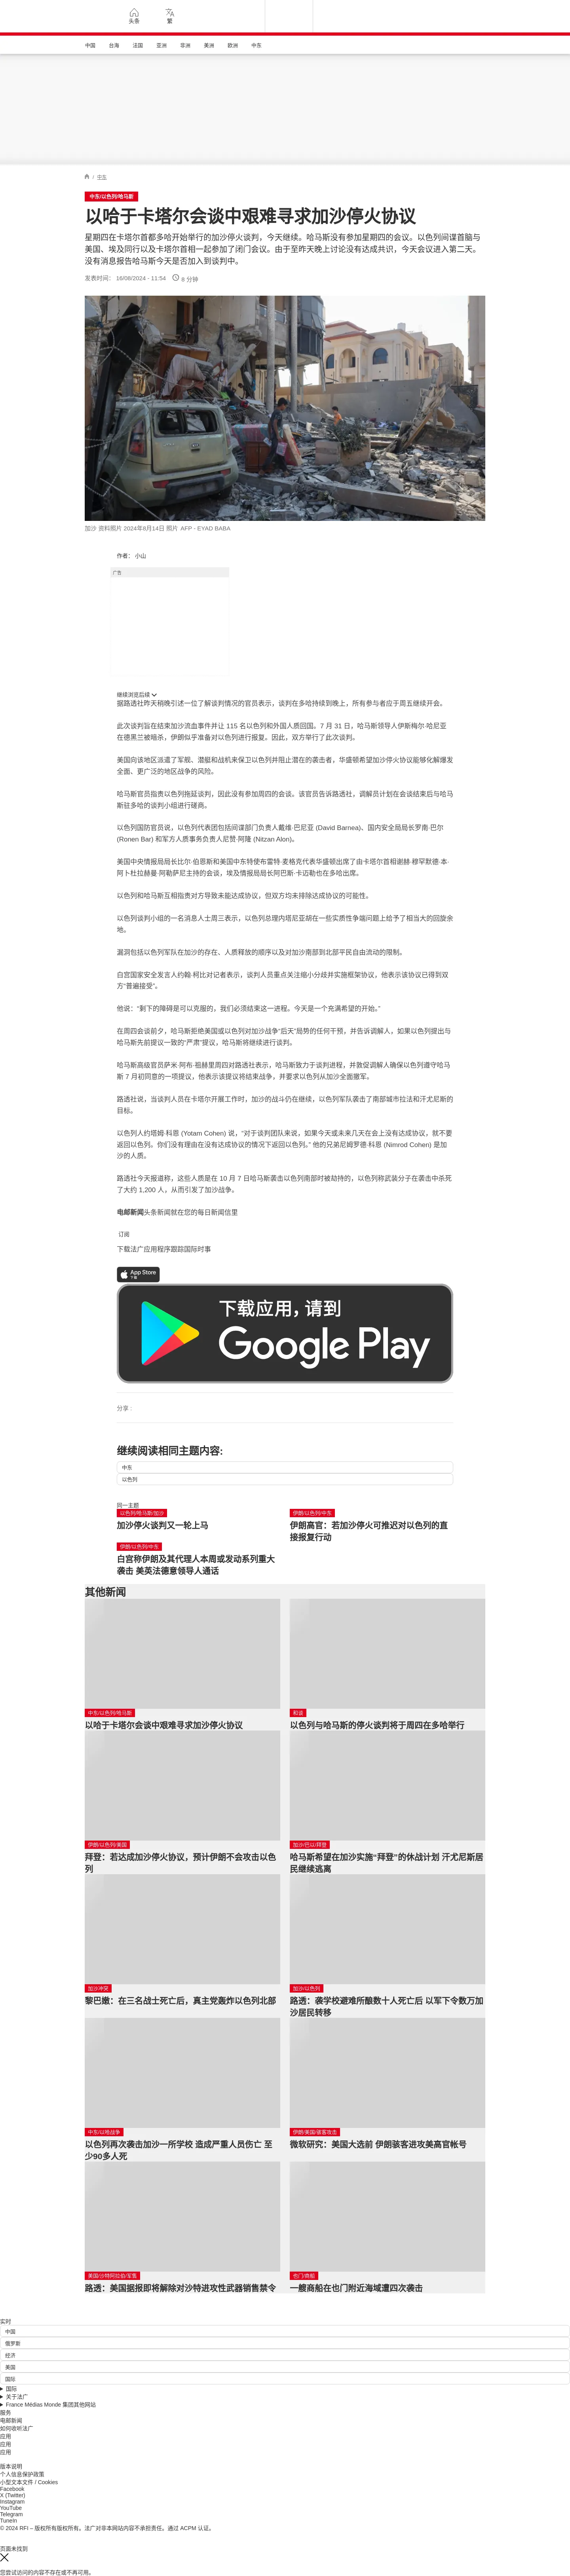 头条
繁
中国 台海 法国 亚洲 非洲 美洲 欧洲 中东
/ 中东
中东/以色列/哈马斯
以哈于卡塔尔会谈中艰难寻求加沙停火协议
星期四在卡塔尔首都多哈开始举行的加沙停火谈判，今天继续。哈马斯没有参加星期四的会议。以色列间谍首脑与
美国、埃及同行以及卡塔尔首相一起参加了闭门会议。由于至昨天晚上讨论没有达成共识，今天会议进入第二天。
没有消息报告哈马斯今天是否加入到谈判中。
发表时间： 16/08/2024 - 11:54 8 分钟
加沙 资料照片 2024年8月14日 照片 AFP - EYAD BABA
作者： 小山
广告
继续浏览后续
据路透社昨天稍晚引述一位了解谈判情况的官员表示，谈判在多哈持续到晚上，所有参与者应于周五继续开会。
此次谈判旨在结束加沙流血事件并让 115 名以色列和外国人质回国。7 月 31 日，哈马斯领导人伊斯梅尔·哈尼亚
在德黑兰被暗杀，伊朗似乎准备对以色列进行报复。因此，双方举行了此次谈判。
美国向该地区派遣了军舰、潜艇和战机来保卫以色列并阻止潜在的袭击者，华盛顿希望加沙停火协议能够化解爆发
全面、更广泛的地区战争的风险。
哈马斯官员指责以色列拖延谈判，因此没有参加周四的会谈。该官员告诉路透社，调解员计划在会谈结束后与哈马
斯驻多哈的谈判小组进行磋商。
以色列国防官员说，以色列代表团包括间谍部门负责人戴维·巴尼亚 (David Barnea)、国内安全局局长罗南·巴尔
(Ronen Bar) 和军方人质事务负责人尼赞·阿隆 (Nitzan Alon)。
美国中央情报局局长比尔·伯恩斯和美国中东特使布雷特·麦格克代表华盛顿出席了由卡塔尔首相谢赫·穆罕默德·本·
阿卜杜拉赫曼·阿勒萨尼主持的会谈，埃及情报局局长阿巴斯·卡迈勒也在多哈出席。
以色列和哈马斯互相指责对方导致未能达成协议，但双方均未排除达成协议的可能性。
以色列谈判小组的一名消息人士周三表示，以色列总理内塔尼亚胡在一些实质性争端问题上给予了相当大的回旋余
地。
漏洞包括以色列军队在加沙的存在、人质释放的顺序以及对加沙南部到北部平民自由流动的限制。
白宫国家安全发言人约翰·柯比对记者表示，谈判人员重点关注缩小分歧并实施框架协议，他表示该协议已得到双
方“普遍接受”。
他说：“剩下的障碍是可以克服的，我们必须结束这一进程。今天是一个充满希望的开始。”
在周四会谈前夕，哈马斯拒绝美国或以色列对加沙战争“后天”局势的任何干预，并告诉调解人，如果以色列提出与
哈马斯先前提议一致的“严肃”提议，哈马斯将继续进行谈判。
哈马斯高级官员萨米·阿布·祖赫里周四对路透社表示，哈马斯致力于谈判进程，并敦促调解人确保以色列遵守哈马
斯 7 月初同意的一项提议，他表示该提议将结束战争，并要求以色列从加沙全面撤军。
路透社说，当谈判人员在卡塔尔开展工作时，加沙的战斗仍在继续，以色列军队袭击了南部城市拉法和汗尤尼斯的
目标。
以色列人约塔姆·科恩 (Yotam Cohen) 说，“对于谈判团队来说，如果今天或未来几天在会上没有达成协议，就不要
返回以色列。你们没有理由在没有达成协议的情况下返回以色列。” 他的兄弟尼姆罗德·科恩 (Nimrod Cohen) 是加
沙的人质。
路透社今天报道称，这些人质是在 10 月 7 日哈马斯袭击以色列南部时被劫持的，以色列称武装分子在袭击中杀死
了大约 1,200 人，从而引发了加沙战争。
电邮新闻头条新闻就在您的每日新闻信里
订阅
下载法广应用程序跟踪国际时事
App Store
下载
下载应用，请到
Google Play
分享 :
继续阅读相同主题内容:
中东
以色列
同一主题
以色列/哈马斯/加沙
加沙停火谈判又一轮上马
伊朗/以色列/中东
伊朗高官：若加沙停火可推迟对以色列的直
接报复行动
伊朗/以色列/中东
白宫称伊朗及其代理人本周或发动系列重大
袭击 美英法德意领导人通话
其他新闻
中东/以色列/哈马斯
以哈于卡塔尔会谈中艰难寻求加沙停火协议
和谈
以色列与哈马斯的停火谈判将于周四在多哈举行
伊朗/以色列/美国
拜登：若达成加沙停火协议，预计伊朗不会攻击以色
列
加沙/巴以/拜登
哈马斯希望在加沙实施“拜登”的休战计划 汗尤尼斯居
民继续逃离
加沙冲突
黎巴嫩：在三名战士死亡后，真主党轰炸以色列北部
加沙/以色列
路透：袭学校避难所酿数十人死亡后 以军下令数万加
沙居民转移
中东/以哈战争
以色列再次袭击加沙一所学校 造成严重人员伤亡 至
少90多人死
伊朗/美国/骇客攻击
微软研究：美国大选前 伊朗骇客进攻美高官帐号
美国/沙特阿拉伯/军售
路透：美国据报即将解除对沙特进攻性武器销售禁令
也门/商船
一艘商船在也门附近海域遭四次袭击
实时
中国
俄罗斯
经济
美国
国际
国际
关于法广
France Médias Monde 集团其他网站
服务
电邮新闻
如何收听法广
应用
应用
应用
版本说明
个人信息保护政策
小型文本文件 / Cookies
Facebook
X (Twitter)
Instagram
YouTube
Telegram
TuneIn
© 2024 RFI – 版权所有版权所有。法广对非本网站内容不承担责任。通过 ACPM 认证。
页面未找到
您尝试访问的内容不存在或不再可用。